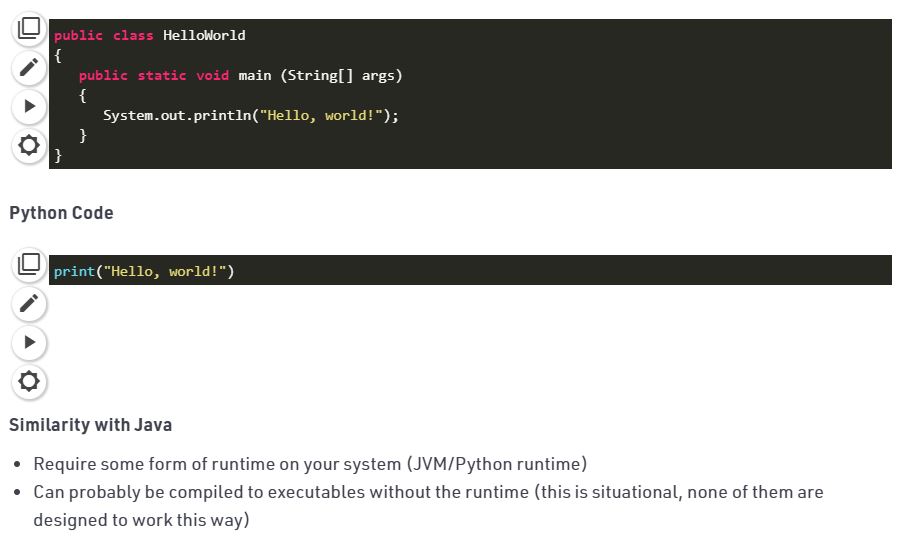 public class HelloWorld
{
   public static void main (String[] args)
   {
      System.out.println("Hello, world!");
   }
}
Python Code
print("Hello, world!")
Similarity with Java
• Require some form of runtime on your system (JVM/Python runtime)
• Can probably be compiled to executables without the runtime (this is situational, none of them are
designed to work this way)